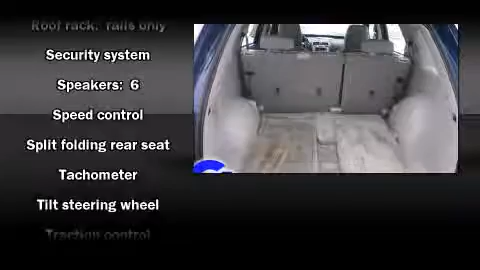 Roof rack: rails only
Security system
Speakers: 6
Speed control
Split folding rear seat
Tachometer
Tilt steering wheel
Traction control